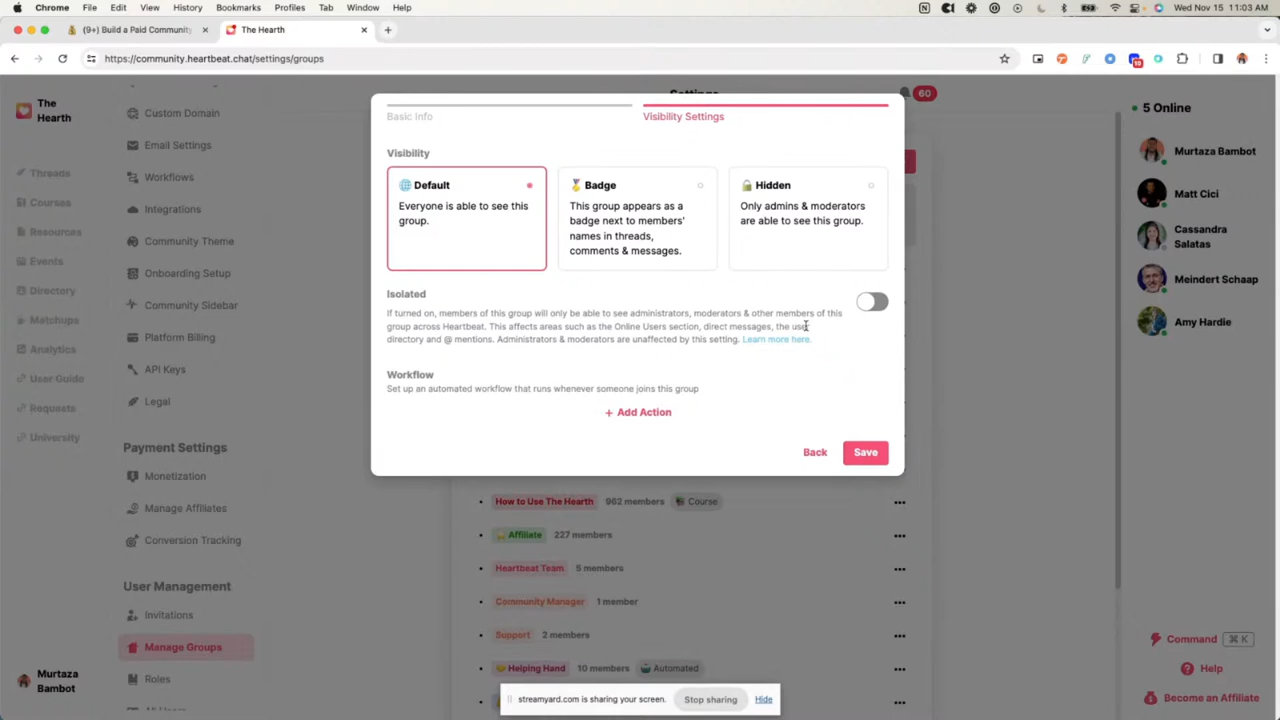 Chrome File Edit View History Bookmarks Profiles Tab Window Help
Wed Nov 15 11:03 AM
(9+) Build a Paid Community
The Hearth
https://community.heartbeat.chat/settings/groups
The Hearth
Threads
Courses
Resources
Events
Directory
Matchups
Analytics
User Guide
Requests
University
Murtaza Bambot
Custom Domain
Email Settings
Workflows
Integrations
Community Theme
Onboarding Setup
Community Sidebar
Platform Billing
API Keys
Legal
Payment Settings
Monetization
Manage Affiliates
Conversion Tracking
User Management
Invitations
Manage Groups
Roles
Settings
60
Basic Info
Visibility Settings
Visibility
Default
Everyone is able to see this
group.
Badge
This group appears as a
badge next to members'
names in threads,
comments & messages.
Hidden
Only admins & moderators
are able to see this group.
Isolated
If turned on, members of this group will only be able to see administrators, moderators & other members of this
group across Heartbeat. This affects areas such as the Online Users section, direct messages, the user
directory and @ mentions. Administrators & moderators are unaffected by this setting. Learn more here.
Workflow
Set up an automated workflow that runs whenever someone joins this group
+ Add Action
Back Save
How to Use The Hearth 962 members Course
Affiliate 227 members
Heartbeat Team 5 members
Community Manager 1 member
Support 2 members
Helping Hand 10 members Automated
streamyard.com is sharing your screen. Stop sharing Hide
5 Online
Murtaza Bambot
Matt Cici
Cassandra
Salatas
Meindert Schaap
Amy Hardie
Command ⌘ K
Help
Become an Affiliate